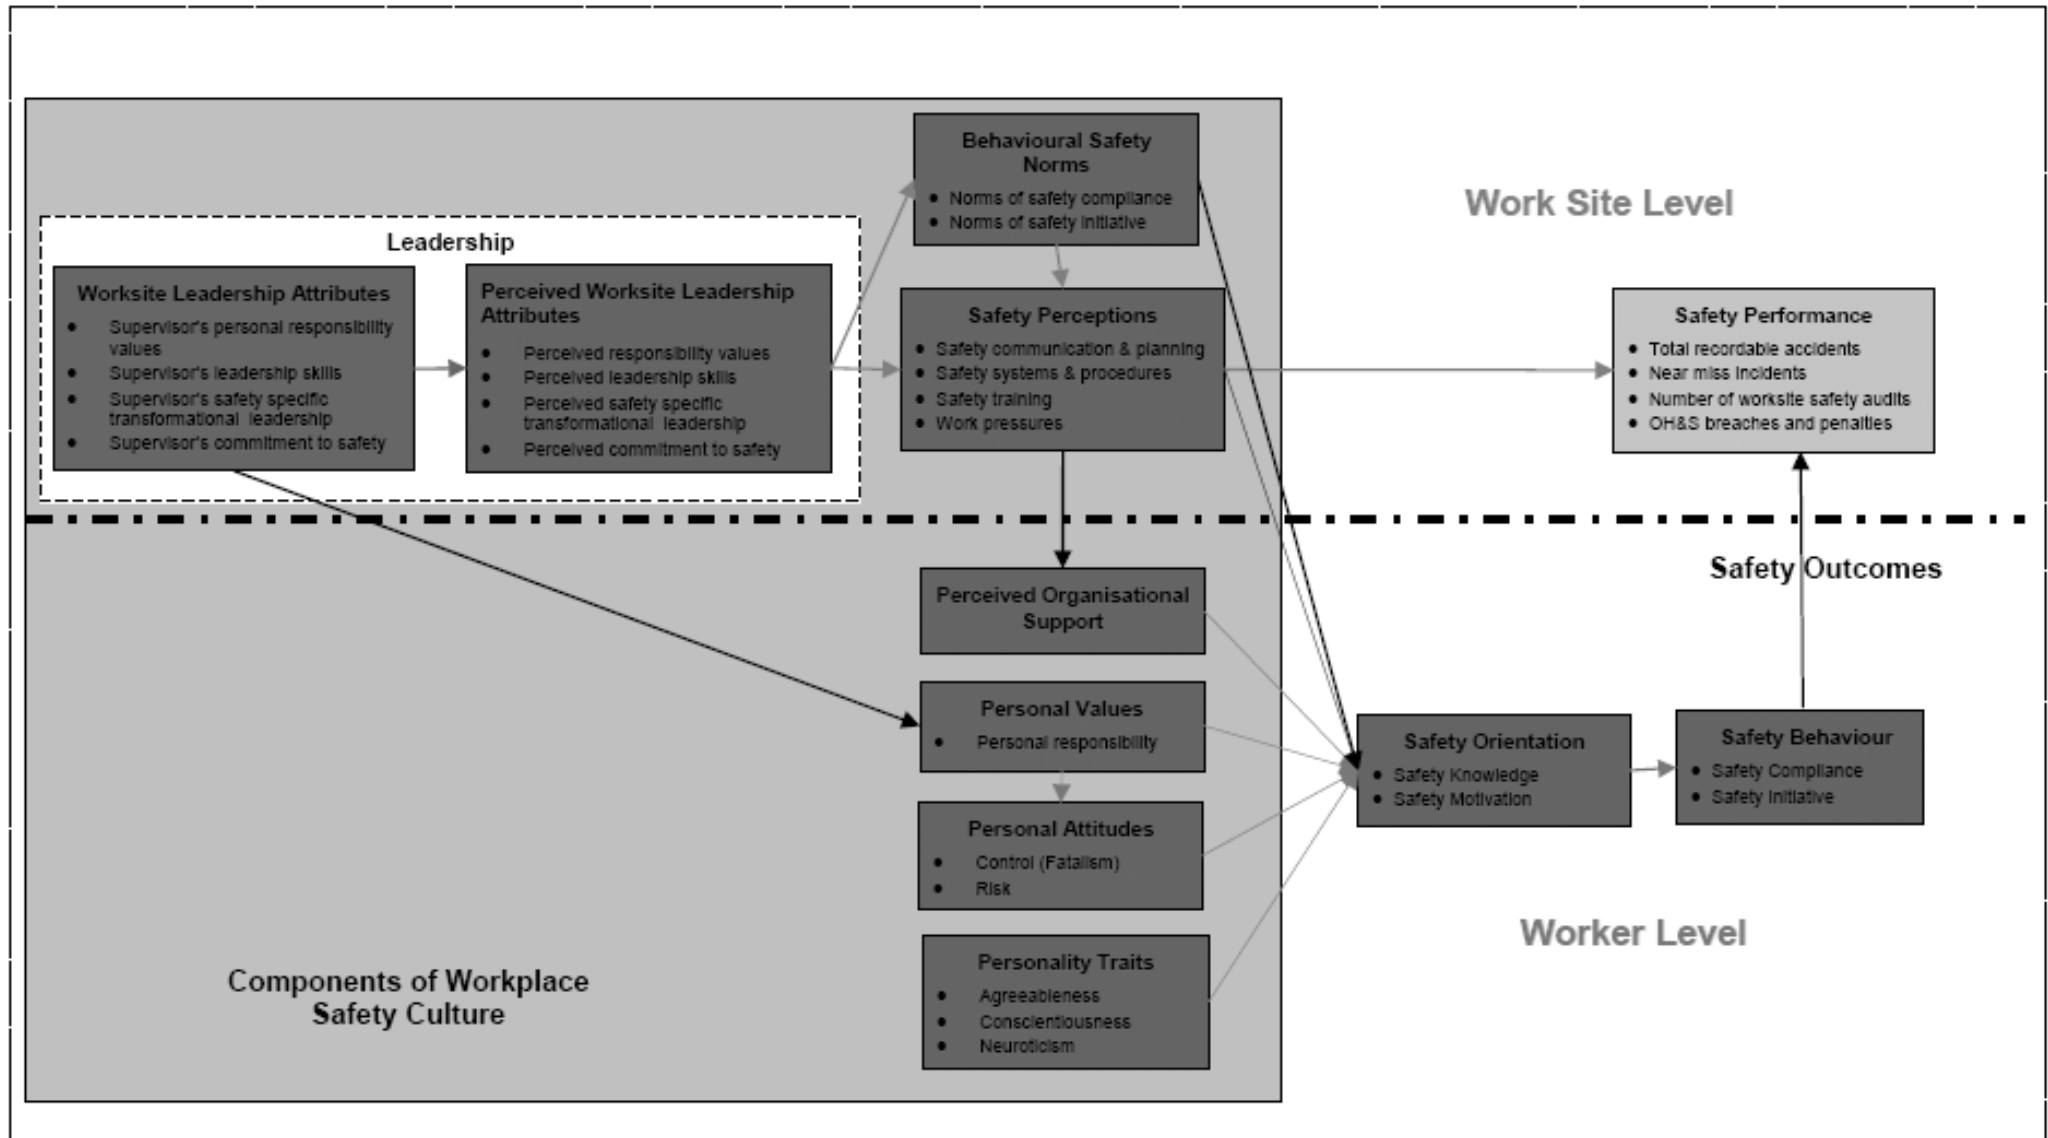 Behavioural Safety
Norms
• Norms of safety compliance
• Norms of safety initiative
Work Site Level
Leadership
Worksite Leadership Attributes
• Supervisor's personal responsibility
values
• Supervisor's leadership skills
• Supervisor's safety specific
transformational leadership
• Supervisor's commitment to safety
Perceived Worksite Leadership
Attributes
• Perceived responsibility values
• Perceived leadership skills
• Perceived safety specific
transformational leadership
• Perceived commitment to safety
Safety Perceptions
• Safety communication & planning
• Safety systems & procedures
• Safety training
• Work pressures
Safety Performance
• Total recordable accidents
• Near miss incidents
• Number of worksite safety audits
• OH&S breaches and penalties
Safety Outcomes
Perceived Organisational
Support
Personal Values
• Personal responsibility
Safety Orientation
• Safety Knowledge
• Safety Motivation
Safety Behaviour
• Safety Compliance
• Safety Initiative
Personal Attitudes
• Control (Fatalism)
• Risk
Worker Level
Personality Traits
• Agreeableness
• Conscientiousness
• Neuroticism
Components of Workplace
Safety Culture